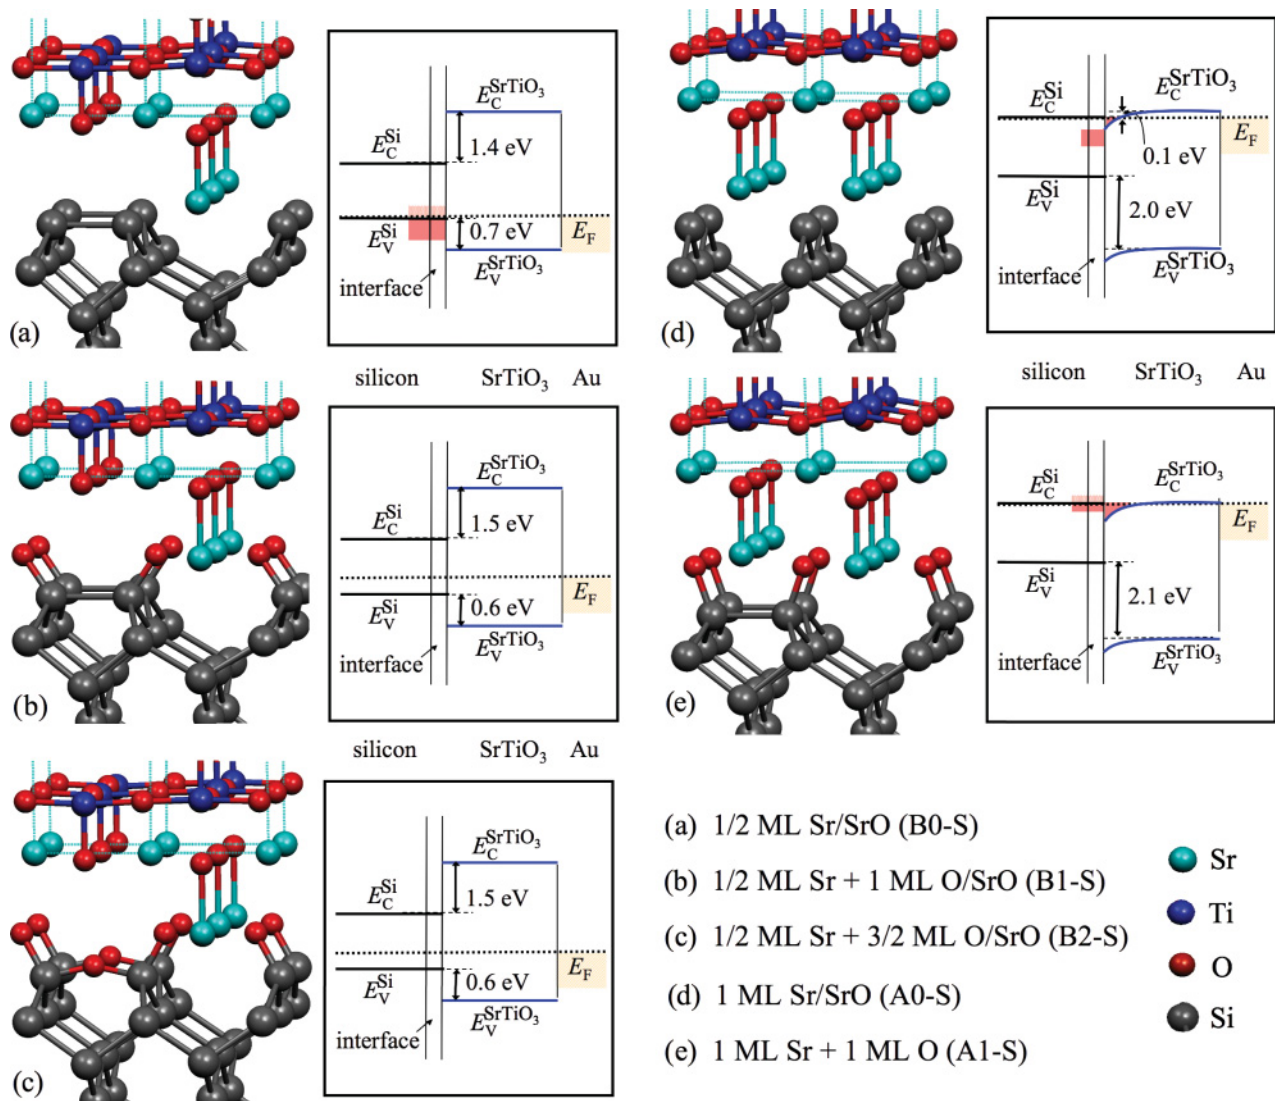 E_C^SrTiO3
E_C^Si
1.4 eV
E_V^Si
0.7 eV
E_F
E_V^SrTiO3
interface
(a)
silicon SrTiO3 Au
E_C^SrTiO3
E_C^Si
1.5 eV
E_F
E_V^Si
0.6 eV
E_V^SrTiO3
interface
(b)
silicon SrTiO3 Au
E_C^SrTiO3
E_C^Si
1.5 eV
E_F
E_V^Si
0.6 eV
E_V^SrTiO3
interface
(c)
E_C^Si
E_C^SrTiO3
E_F
0.1 eV
E_V^Si
2.0 eV
E_V^SrTiO3
interface
(d)
silicon SrTiO3 Au
E_C^Si
E_C^SrTiO3
E_F
E_V^Si
2.1 eV
E_V^SrTiO3
interface
(e)
(a) 1/2 ML Sr/SrO (B0-S)
(b) 1/2 ML Sr + 1 ML O/SrO (B1-S)
(c) 1/2 ML Sr + 3/2 ML O/SrO (B2-S)
(d) 1 ML Sr/SrO (A0-S)
(e) 1 ML Sr + 1 ML O (A1-S)
Sr
Ti
O
Si